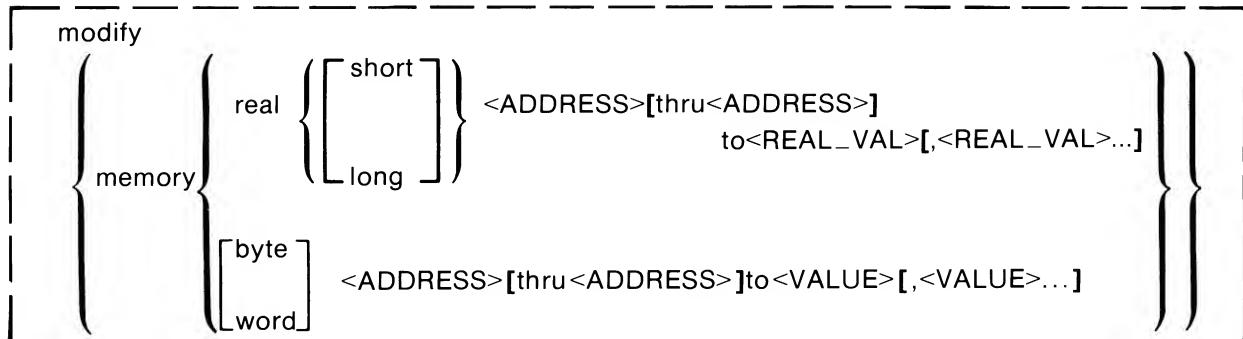 modify
short
real <ADDRESS>[thru<ADDRESS>]
to<REAL_VAL>[,<REAL_VAL>...]
long
memory
byte
<ADDRESS>[thru<ADDRESS>]to<VALUE>[,<VALUE>...]
word